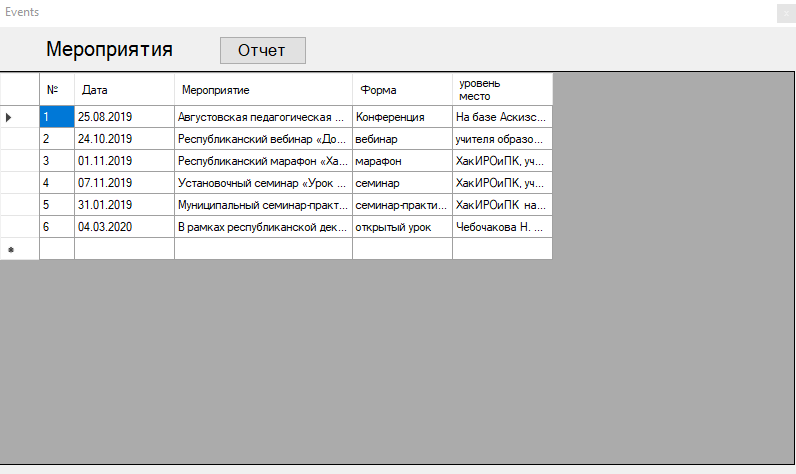 Events
Мероприятия Отчет
№ Дата Мероприятие Форма уровень место
1 25.08.2019 Августовская педагогическая ... Конференция На базе Аскизс...
2 24.10.2019 Республиканский вебинар «До... вебинар учителя образо...
3 01.11.2019 Республиканский марафон «Ха... марафон ХакИРОиПК, уч...
4 07.11.2019 Установочный семинар «Урок ... семинар ХакИРОиПК, уч...
5 31.01.2019 Муниципальный семинар-практ... семинар-практи... ХакИРОиПК на...
6 04.03.2020 В рамках республиканской дек... открытый урок Чебочакова Н. ...